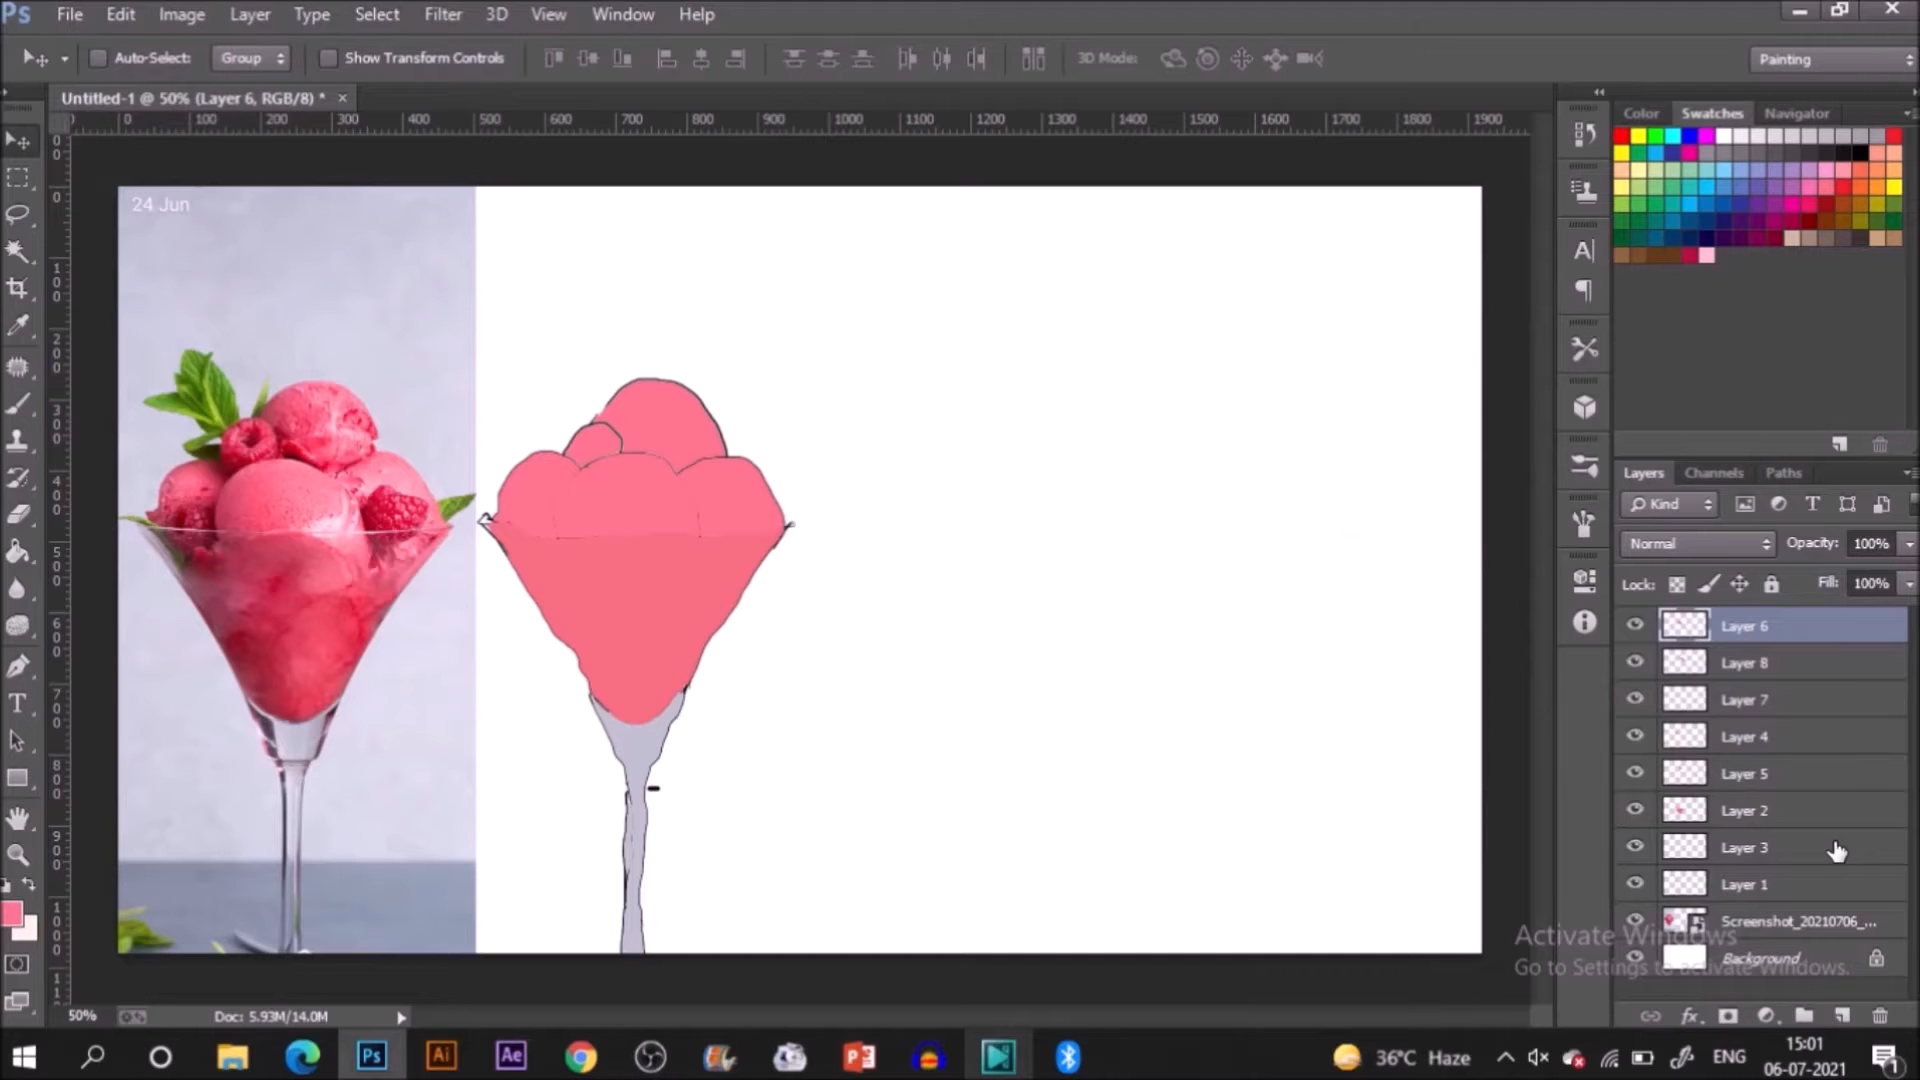 Ps File Edit Image Layer Type Select Filter 3D View Window Help
Auto-Select: Group Show Transform Controls 3D Mode: Painting
Untitled-1 @ 50% (Layer 6, RGB/8) * ×
0 100 200 300 400 500 600 700 800 900 1000 1100 1200 1300 1400 1500 1600 1700 1800 1900
Color Swatches Navigator
24 Jun
Layers Channels Paths
Kind
Normal Opacity: 100%
Lock: Fill: 100%
Layer 6
Layer 8
Layer 7
Layer 4
Layer 5
Layer 2
Layer 3
Layer 1
Screenshot_20210706_...
Background
Activate Windows
Go to Settings to activate Windows.
50% Doc: 5.93M/14.0M
Ps Ai Ae 36°C Haze ENG 15:01
06-07-2021
1